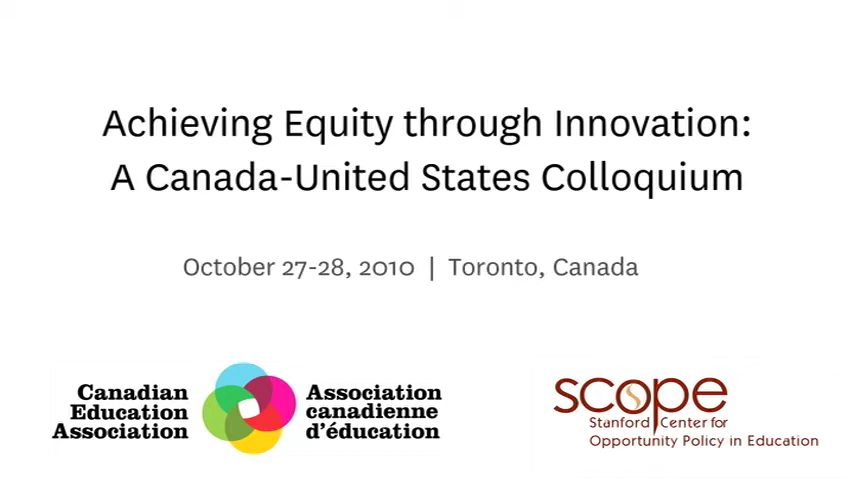 Achieving Equity through Innovation:
A Canada-United States Colloquium
October 27-28, 2010 | Toronto, Canada
Canadian
Education
Association
Association
canadienne
d'éducation
scope
Stanford Center for
Opportunity Policy in Education